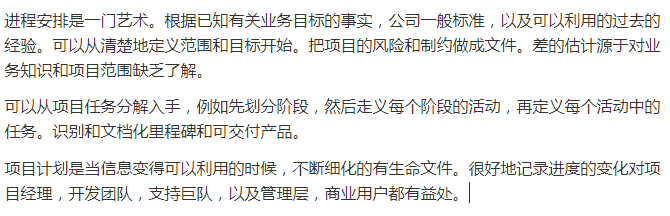 进程安排是一门艺术。根据已知有关业务目标的事实，公司一般标准，以及可以利用的过去的
经验。可以从清楚地定义范围和目标开始。把项目的风险和制约做成文件。差的估计源于对业
务知识和项目范围缺乏了解。
可以从项目任务分解入手，例如先划分阶段，然后走义每个阶段的活动，再定义每个活动中的
任务。识别和文档化里程碑和可交付产品。
项目计划是当信息变得可以利用的时候，不断细化的有生命文件。很好地记录进度的变化对项
目经理，开发团队，支持巨队，以及管理层，商业用户都有益处。